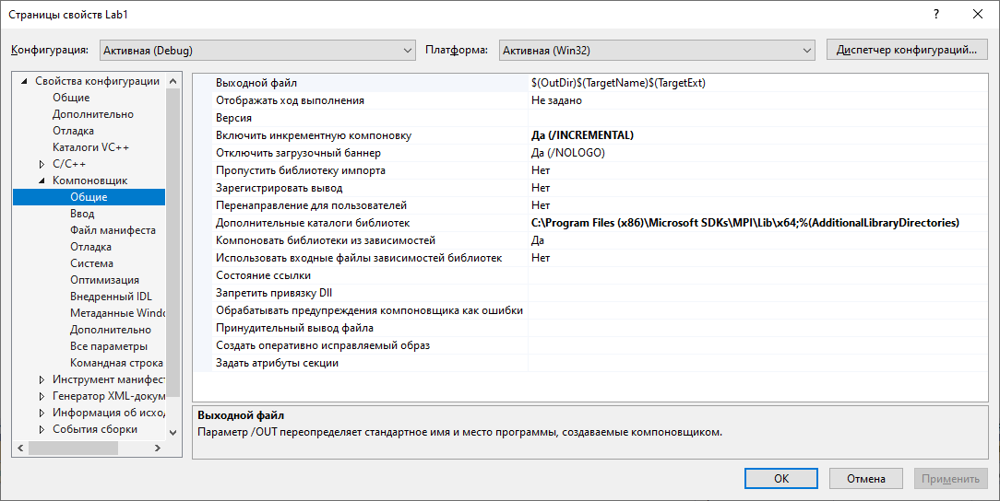 Страницы свойств Lab1
?
Конфигурация: Активная (Debug) Платформа: Активная (Win32) Диспетчер конфигураций...
Свойства конфигурации
Общие
Дополнительно
Отладка
Каталоги VC++
C/C++
Компоновщик
Общие
Ввод
Файл манифеста
Отладка
Система
Оптимизация
Внедренный IDL
Метаданные Windo
Дополнительно
Все параметры
Командная строка
Инструмент манифест
Генератор XML-докум
Информация об исход
События сборки
Выходной файл $(OutDir)$(TargetName)$(TargetExt)
Отображать ход выполнения Не задано
Версия
Включить инкрементную компоновку Да (/INCREMENTAL)
Отключить загрузочный баннер Да (/NOLOGO)
Пропустить библиотеку импорта Нет
Зарегистрировать вывод Нет
Перенаправление для пользователей Нет
Дополнительные каталоги библиотек C:\Program Files (x86)\Microsoft SDKs\MPI\Lib\x64;%(AdditionalLibraryDirectories)
Компоновать библиотеки из зависимостей Да
Использовать входные файлы зависимостей библиотек Нет
Состояние ссылки
Запретить привязку Dll
Обрабатывать предупреждения компоновщика как ошибки
Принудительный вывод файла
Создать оперативно исправляемый образ
Задать атрибуты секции
Выходной файл
Параметр /OUT переопределяет стандартное имя и место программы, создаваемые компоновщиком.
ОК Отмена Применить